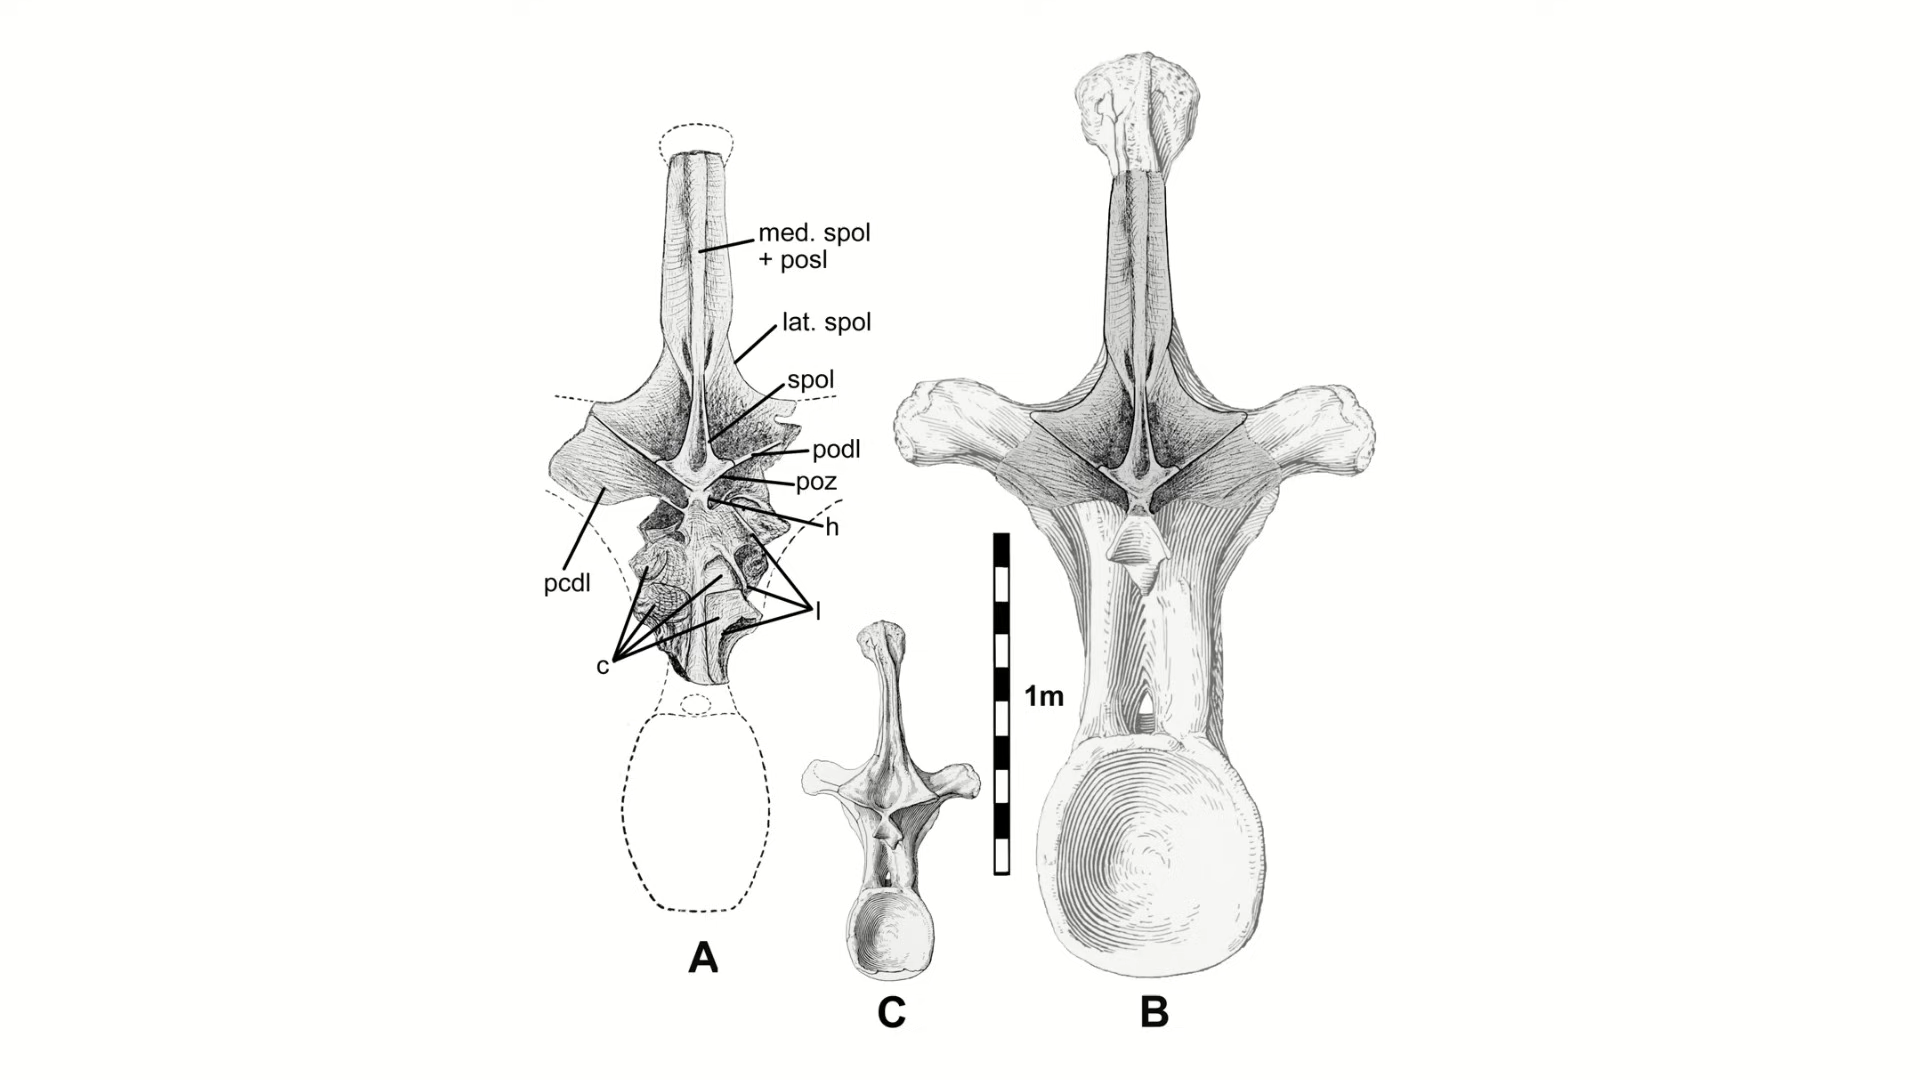 med. spol
+ posl
lat. spol
spol
podl
poz
h
pcdl
l
c
1m
A
C
B